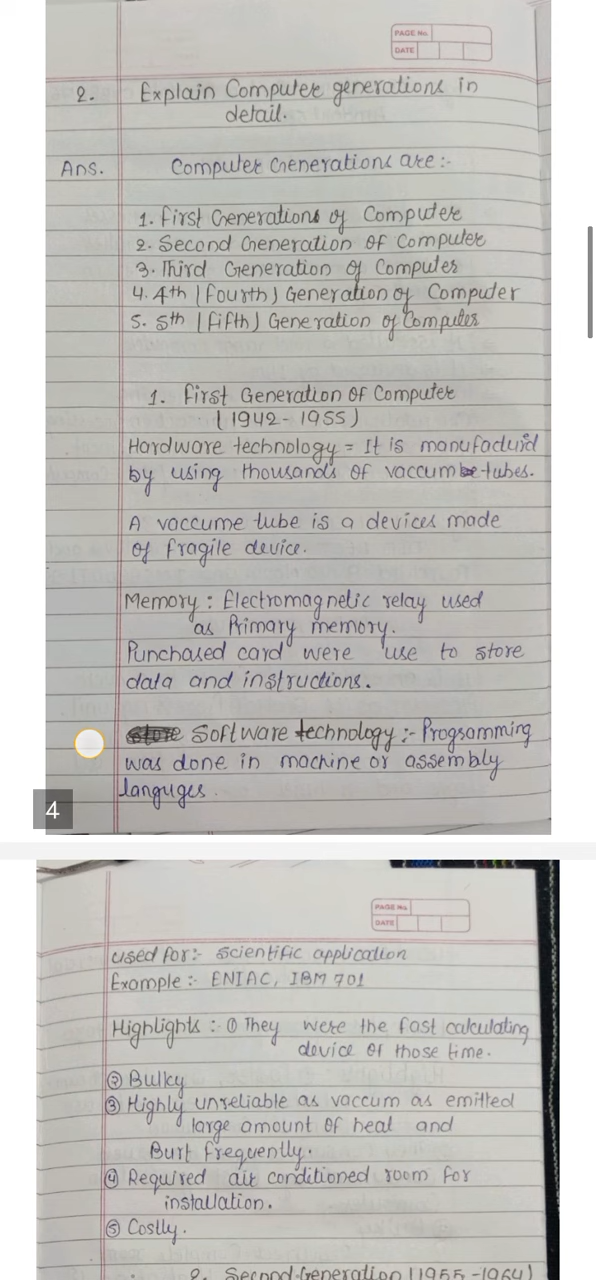 PAGE No.
DATE
2. Explain Computer generations in
detail.
Ans. Computer Generations are :-
1. First Generations of Computer
2. Second Generation OF Computer
3. Third Generation of Computer
4. 4th (Fourth) Generation of Computer
5. 5th (Fifth) Generation of Computer
1. First Generation OF Computer
(1942-1955)
Hardware technology = It is manufactured
by using thousands OF vaccum tubes.
A vaccume tube is a devices made
of fragile device.
Memory : Electromagnetic relay used
as Primary memory.
Punchased card were use to store
data and instructions.
store Software technology :- Programming
was done in machine or assembly
languges.
4
PAGE No.
DATE
used for:- scientific application
Example :- ENIAC, IBM 701
Highlights : ① They were the fast calculating
device of those time.
② Bulky
③ Highly unreliable as vaccum as emitted
large amount OF heat and
Burt frequently.
④ Required air conditioned room for
installation.
⑤ Costly.
2. Second Generation (1955-1964)